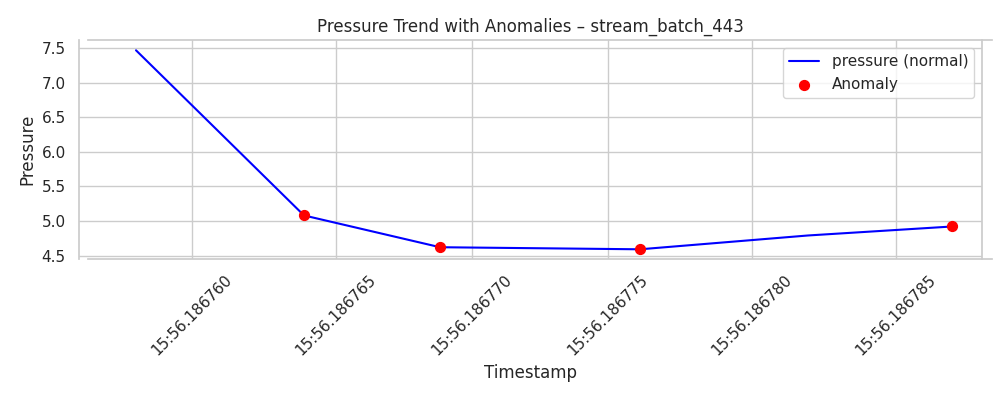 Pressure Trend with Anomalies – stream_batch_443
pressure (normal)
Anomaly
Pressure
7.5
7.0
6.5
6.0
5.5
5.0
4.5
15:56.186760
15:56.186765
15:56.186770
15:56.186775
15:56.186780
15:56.186785
Timestamp